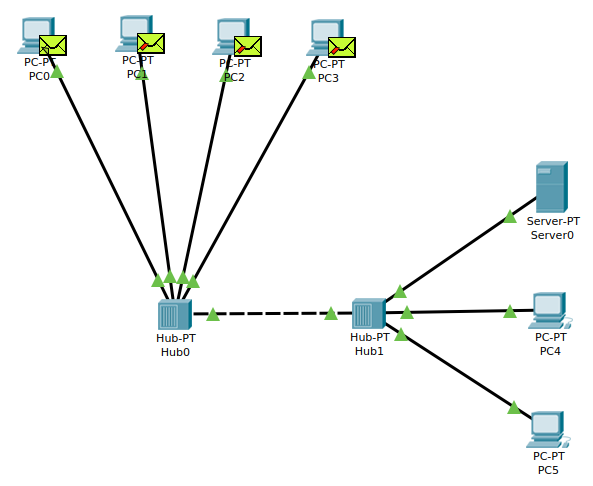 PC-PT
PC0
PC-PT
PC1
PC-PT
PC2
PC-PT
PC3
Server-PT
Server0
Hub-PT
Hub0
Hub-PT
Hub1
PC-PT
PC4
PC-PT
PC5